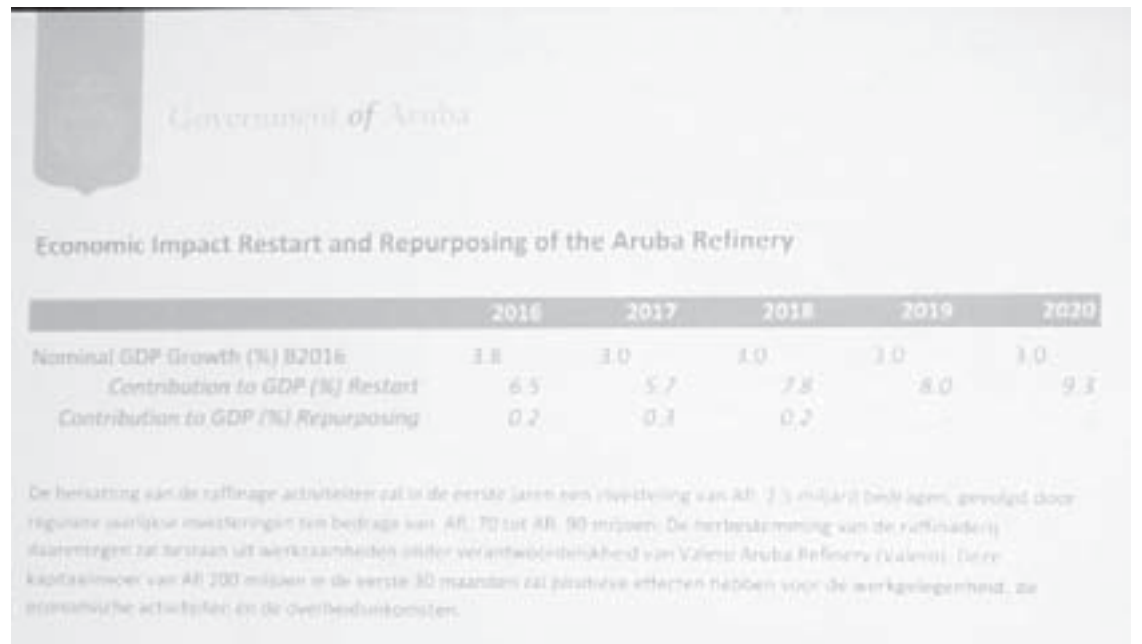 Government of Aruba
Economic Impact Restart and Repurposing of the Aruba Refinery
2016 2017 2018 2019 2020
Nominal GDP Growth (%) B2016 3.8 3.0 3.0 3.0 3.0
Contribution to GDP (%) Restart 6.5 5.7 7.8 8.0 9.3
Contribution to GDP (%) Repurposing 0.2 0.3 0.2
De hervatting van de raffinage activiteiten zal in de eerste jaren een investering van Afl. miljard bedragen, gevolgd door
reguliere jaarlijkse investeringen ten bedrage van Afl. 70 tot Afl. 90 miljoen. De herbestemming van de raffinaderij
daarentegen zal bestaan uit werkzaamheden onder verantwoordelijkheid van Valero Aruba Refinery (Valero). Deze
van Afl 200 miljoen in de eerste 30 maanden zal positieve effecten hebben voor de werkgelegenheid, de
economische activiteiten en de overheidsinkomsten.